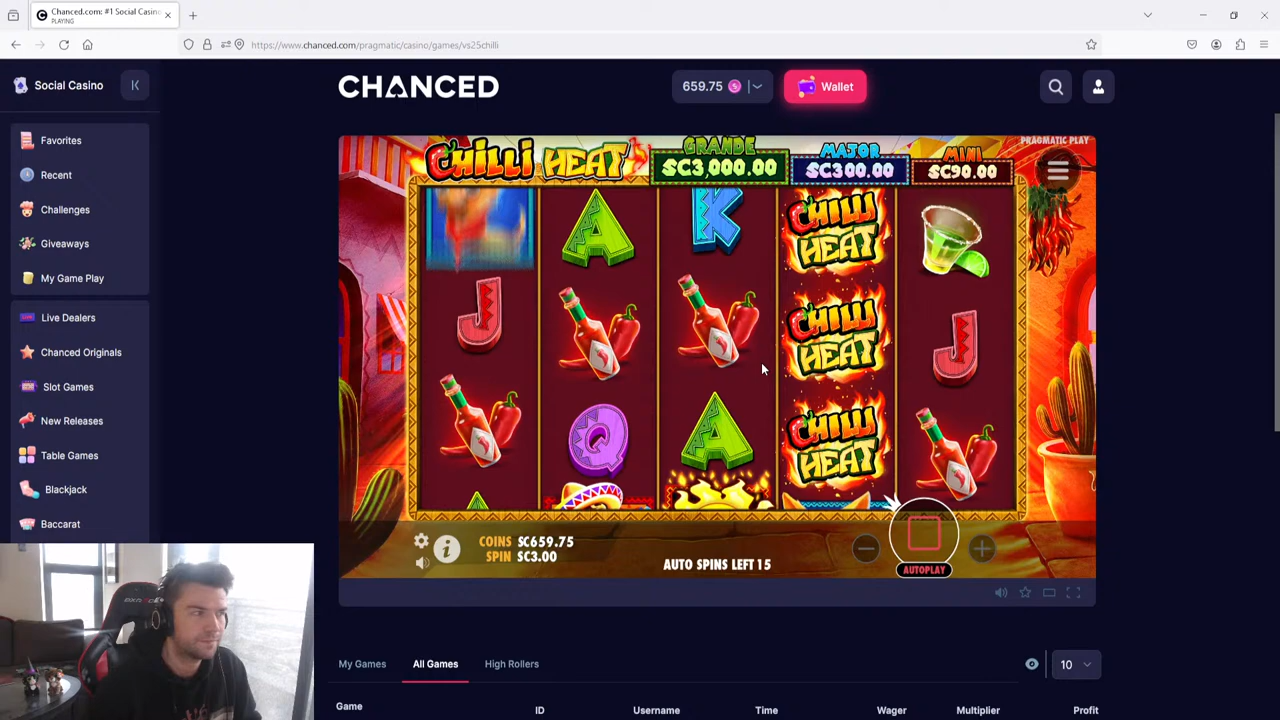 Chanced.com: #1 Social Casino
PLAYING
https://www.chanced.com/pragmatic/casino/games/vs25chilli
Social Casino
CHANCED
659.75
Wallet
Favorites
Recent
Challenges
Giveaways
My Game Play
Live Dealers
Chanced Originals
Slot Games
New Releases
Table Games
Blackjack
Baccarat
PRAGMATIC PLAY
CHILLI HEAT
GRANDE
SC3,000.00
MAJOR
SC300.00
MINI
SC90.00
A
K
CHILLI
HEAT
J
CHILLI
HEAT
J
Q
A
CHILLI
HEAT
COINS SC659.75
SPIN SC3.00
AUTO SPINS LEFT 15
AUTOPLAY
My Games
All Games
High Rollers
10
Game
ID
Username
Time
Wager
Multiplier
Profit